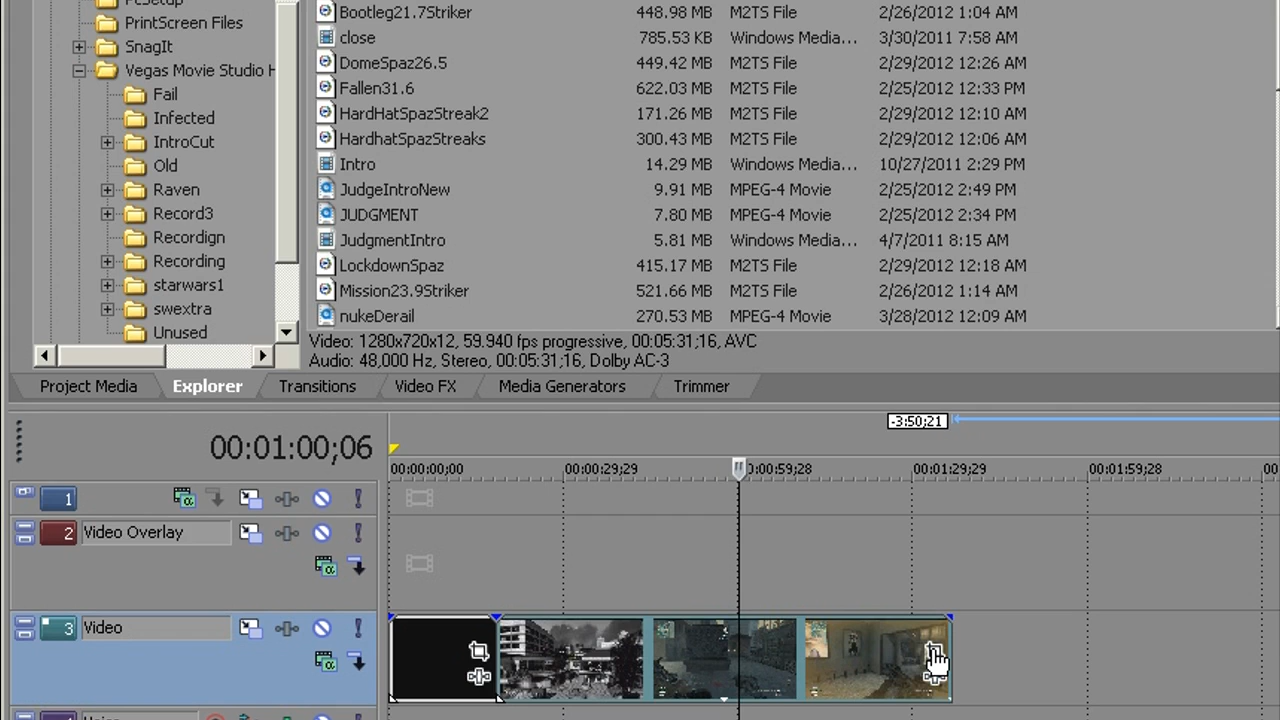 PcSetup
PrintScreen Files
SnagIt
Vegas Movie Studio H
Fail
Infected
IntroCut
Old
Raven
Record3
Recordign
Recording
starwars1
swextra
Unused
Bootleg21.7Striker 448.98 MB M2TS File 2/26/2012 1:04 AM
close 785.53 KB Windows Media... 3/30/2011 7:58 AM
DomeSpaz26.5 449.42 MB M2TS File 2/29/2012 12:26 AM
Fallen31.6 622.03 MB M2TS File 2/25/2012 12:33 PM
HardHatSpazStreak2 171.26 MB M2TS File 2/29/2012 12:10 AM
HardhatSpazStreaks 300.43 MB M2TS File 2/29/2012 12:06 AM
Intro 14.29 MB Windows Media... 10/27/2011 2:29 PM
JudgeIntroNew 9.91 MB MPEG-4 Movie 2/25/2012 2:49 PM
JUDGMENT 7.80 MB MPEG-4 Movie 2/25/2012 2:34 PM
JudgmentIntro 5.81 MB Windows Media... 4/7/2011 8:15 AM
LockdownSpaz 415.17 MB M2TS File 2/29/2012 12:18 AM
Mission23.9Striker 521.66 MB M2TS File 2/26/2012 1:14 AM
nukeDerail 270.53 MB MPEG-4 Movie 3/28/2012 12:09 AM
Video: 1280x720x12, 59.940 fps progressive, 00:05:31;16, AVC
Audio: 48,000 Hz, Stereo, 00:05:31;16, Dolby AC-3
Project Media Explorer Transitions Video FX Media Generators Trimmer
-3:50;21
00:01:00;06
00:00:00;00 00:00:29;29 0:00:59;28 00:01:29;29 00:01:59;28 00
1
2 Video Overlay
3 Video